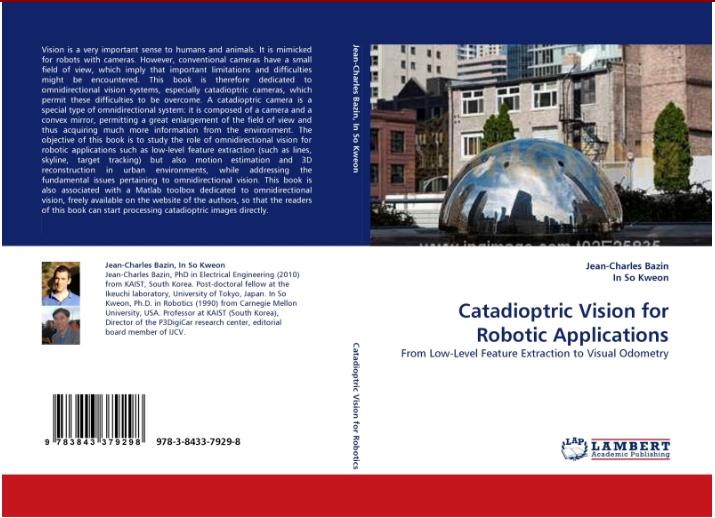 Vision is a very important sense to humans and animals. It is mimicked
for robots with cameras. However, conventional cameras have a small
field of view, which imply that important limitations and difficulties
might be encountered. This book is therefore dedicated to
omnidirectional vision systems, especially catadioptric cameras, which
permit these difficulties to be overcome. A catadioptric camera is a
special type of omnidirectional system: it is composed of a camera and a
convex mirror, permitting a great enlargement of the field of view and
thus acquiring much more information from the environment. The
objective of this book is to study the role of omnidirectional vision for
robotic applications such as low-level feature extraction (such as lines,
skyline, target tracking) but also motion estimation and 3D
reconstruction in urban environments, while addressing the
fundamental issues pertaining to omnidirectional vision. This book is
also associated with a Matlab toolbox dedicated to omnidirectional
vision, freely available on the website of the authors, so that the readers
of this book can start processing catadioptric images directly.
Jean-Charles Bazin, In So Kweon
Jean-Charles Bazin, PhD in Electrical Engineering (2010)
from KAIST, South Korea. Post-doctoral fellow at the
Ikeuchi laboratory, University of Tokyo, Japan. In So
Kweon, Ph.D. in Robotics (1990) from Carnegie Mellon
University, USA. Professor at KAIST (South Korea),
Director of the P3DigiCar research center, editorial
board member of IJCV.
9 783843 379298
978-3-8433-7929-8
Jean-Charles Bazin, In So Kweon
Catadioptric Vision for Robotics
Jean-Charles Bazin
In So Kweon
Catadioptric Vision for
Robotic Applications
From Low-Level Feature Extraction to Visual Odometry
LAP
LAMBERT
Academic Publishing